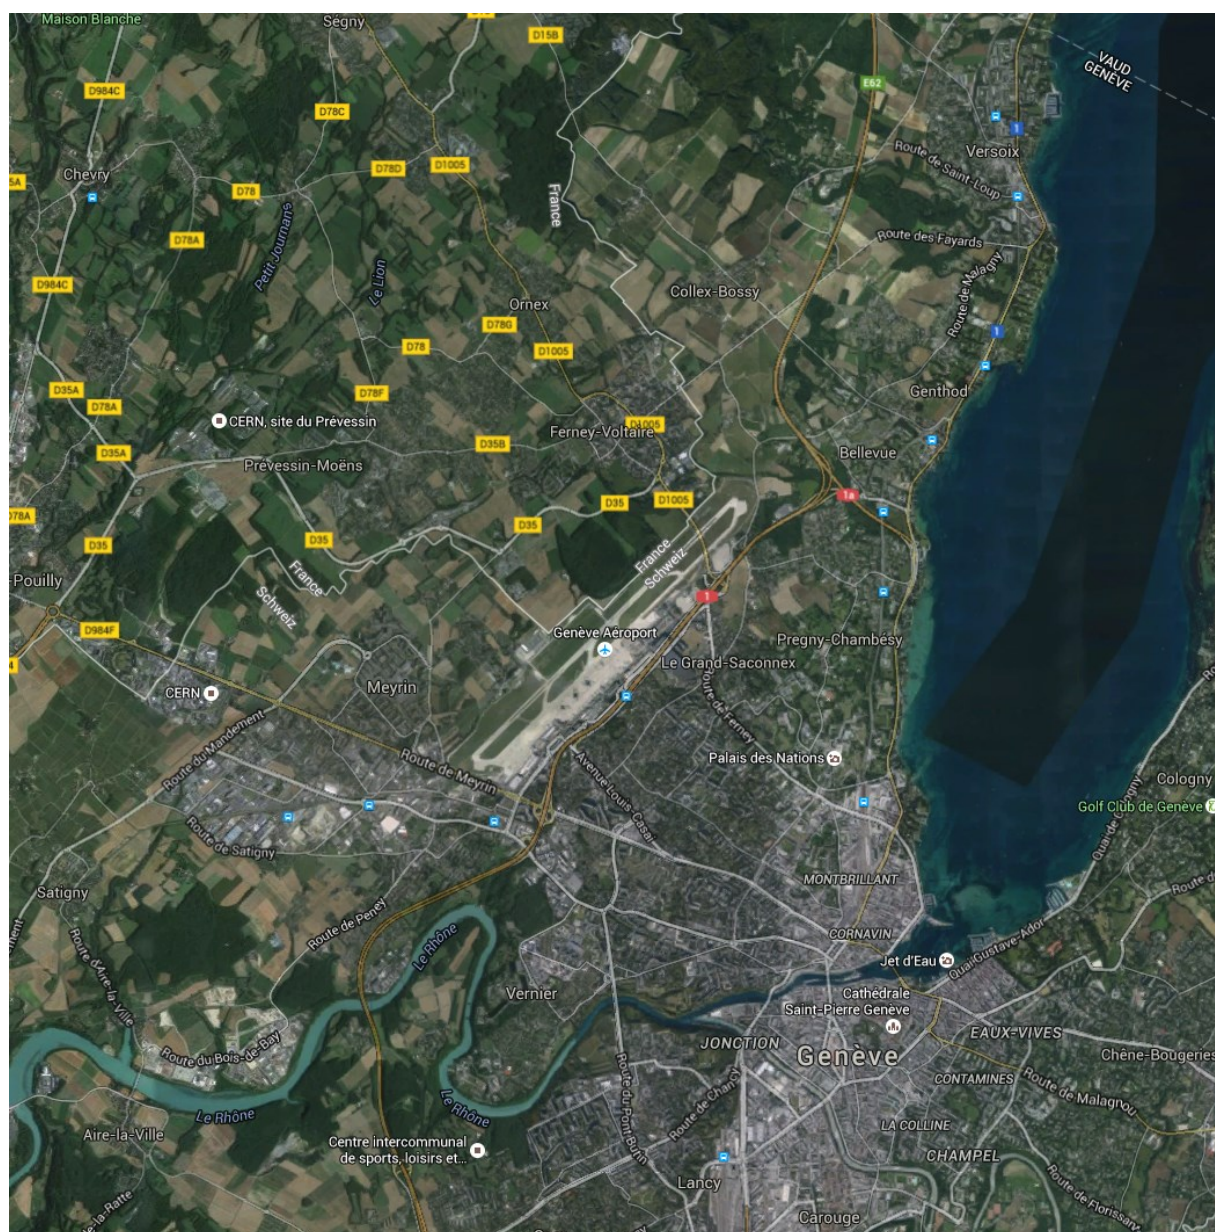 Maison Blanche
Ségny
D15B
VAUD
GENÈVE
D984C
E62
D78C
1
Versoix
Route de Saint-Loup
Chevry
D78D
D1005
D78
France
Petit Journans
D78A
Route des Fayards
Le Lion
D984C
Collex-Bossy
Route de Malagny
Ornex
D78G
1
D78
D1005
D35A
D78F
Genthod
D78A
CERN, site du Prévessin
D1005
Ferney-Voltaire
D35B
D35A
Bellevue
Prévessin-Moëns
1a
D35
D1005
D78A
D35
D35
D35
France
Schweiz
France
Schweiz
-Pouilly
1
D984F
Genève Aéroport
Pregny-Chambésy
Le Grand-Saconnex
Meyrin
CERN
Route de Ferney
Route du Mandement
Route de Meyrin
Palais des Nations
Avenue Louis-Casaï
Cologny
Golf Club de Genève
Quai de Cologny
Route de Satigny
MONTBRILLANT
Satigny
Route de Peney
CORNAVIN
Le Rhône
Quai Gustave-Ador
Jet d'Eau
Route d'Aire-la-Ville
Vernier
Cathédrale
Saint-Pierre Genève
EAUX-VIVES
JONCTION
Genève
Route du Bois-de-Bay
Chêne-Bougeries
CONTAMINES
Route de Malagnou
Route du Pont Butin
Route de Chancy
Le Rhône
Le Rhône
LA COLLINE
Aire-la-Ville
Centre intercommunal
de sports, loisirs et...
CHAMPEL
Lancy
Route de Florissant
Carouge